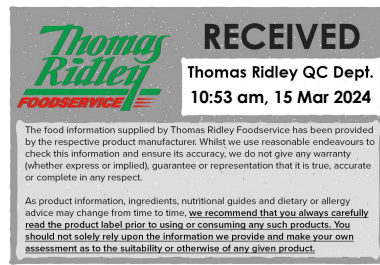 Thomas
Ridley
FOODSERVICE
RECEIVED
Thomas Ridley QC Dept.
10:53 am, 15 Mar 2024
The food information supplied by Thomas Ridley Foodservice has been provided
by the respective product manufacturer. Whilst we use reasonable endeavours to
check this information and ensure its accuracy, we do not give any warranty
(whether express or implied), guarantee or representation that it is true, accurate
or complete in any respect.
As product information, ingredients, nutritional guides and dietary or allergy
advice may change from time to time, we recommend that you always carefully
read the product label prior to using or consuming any such products. You
should not solely rely upon the information we provide and make your own
assessment as to the suitability or otherwise of any given product.